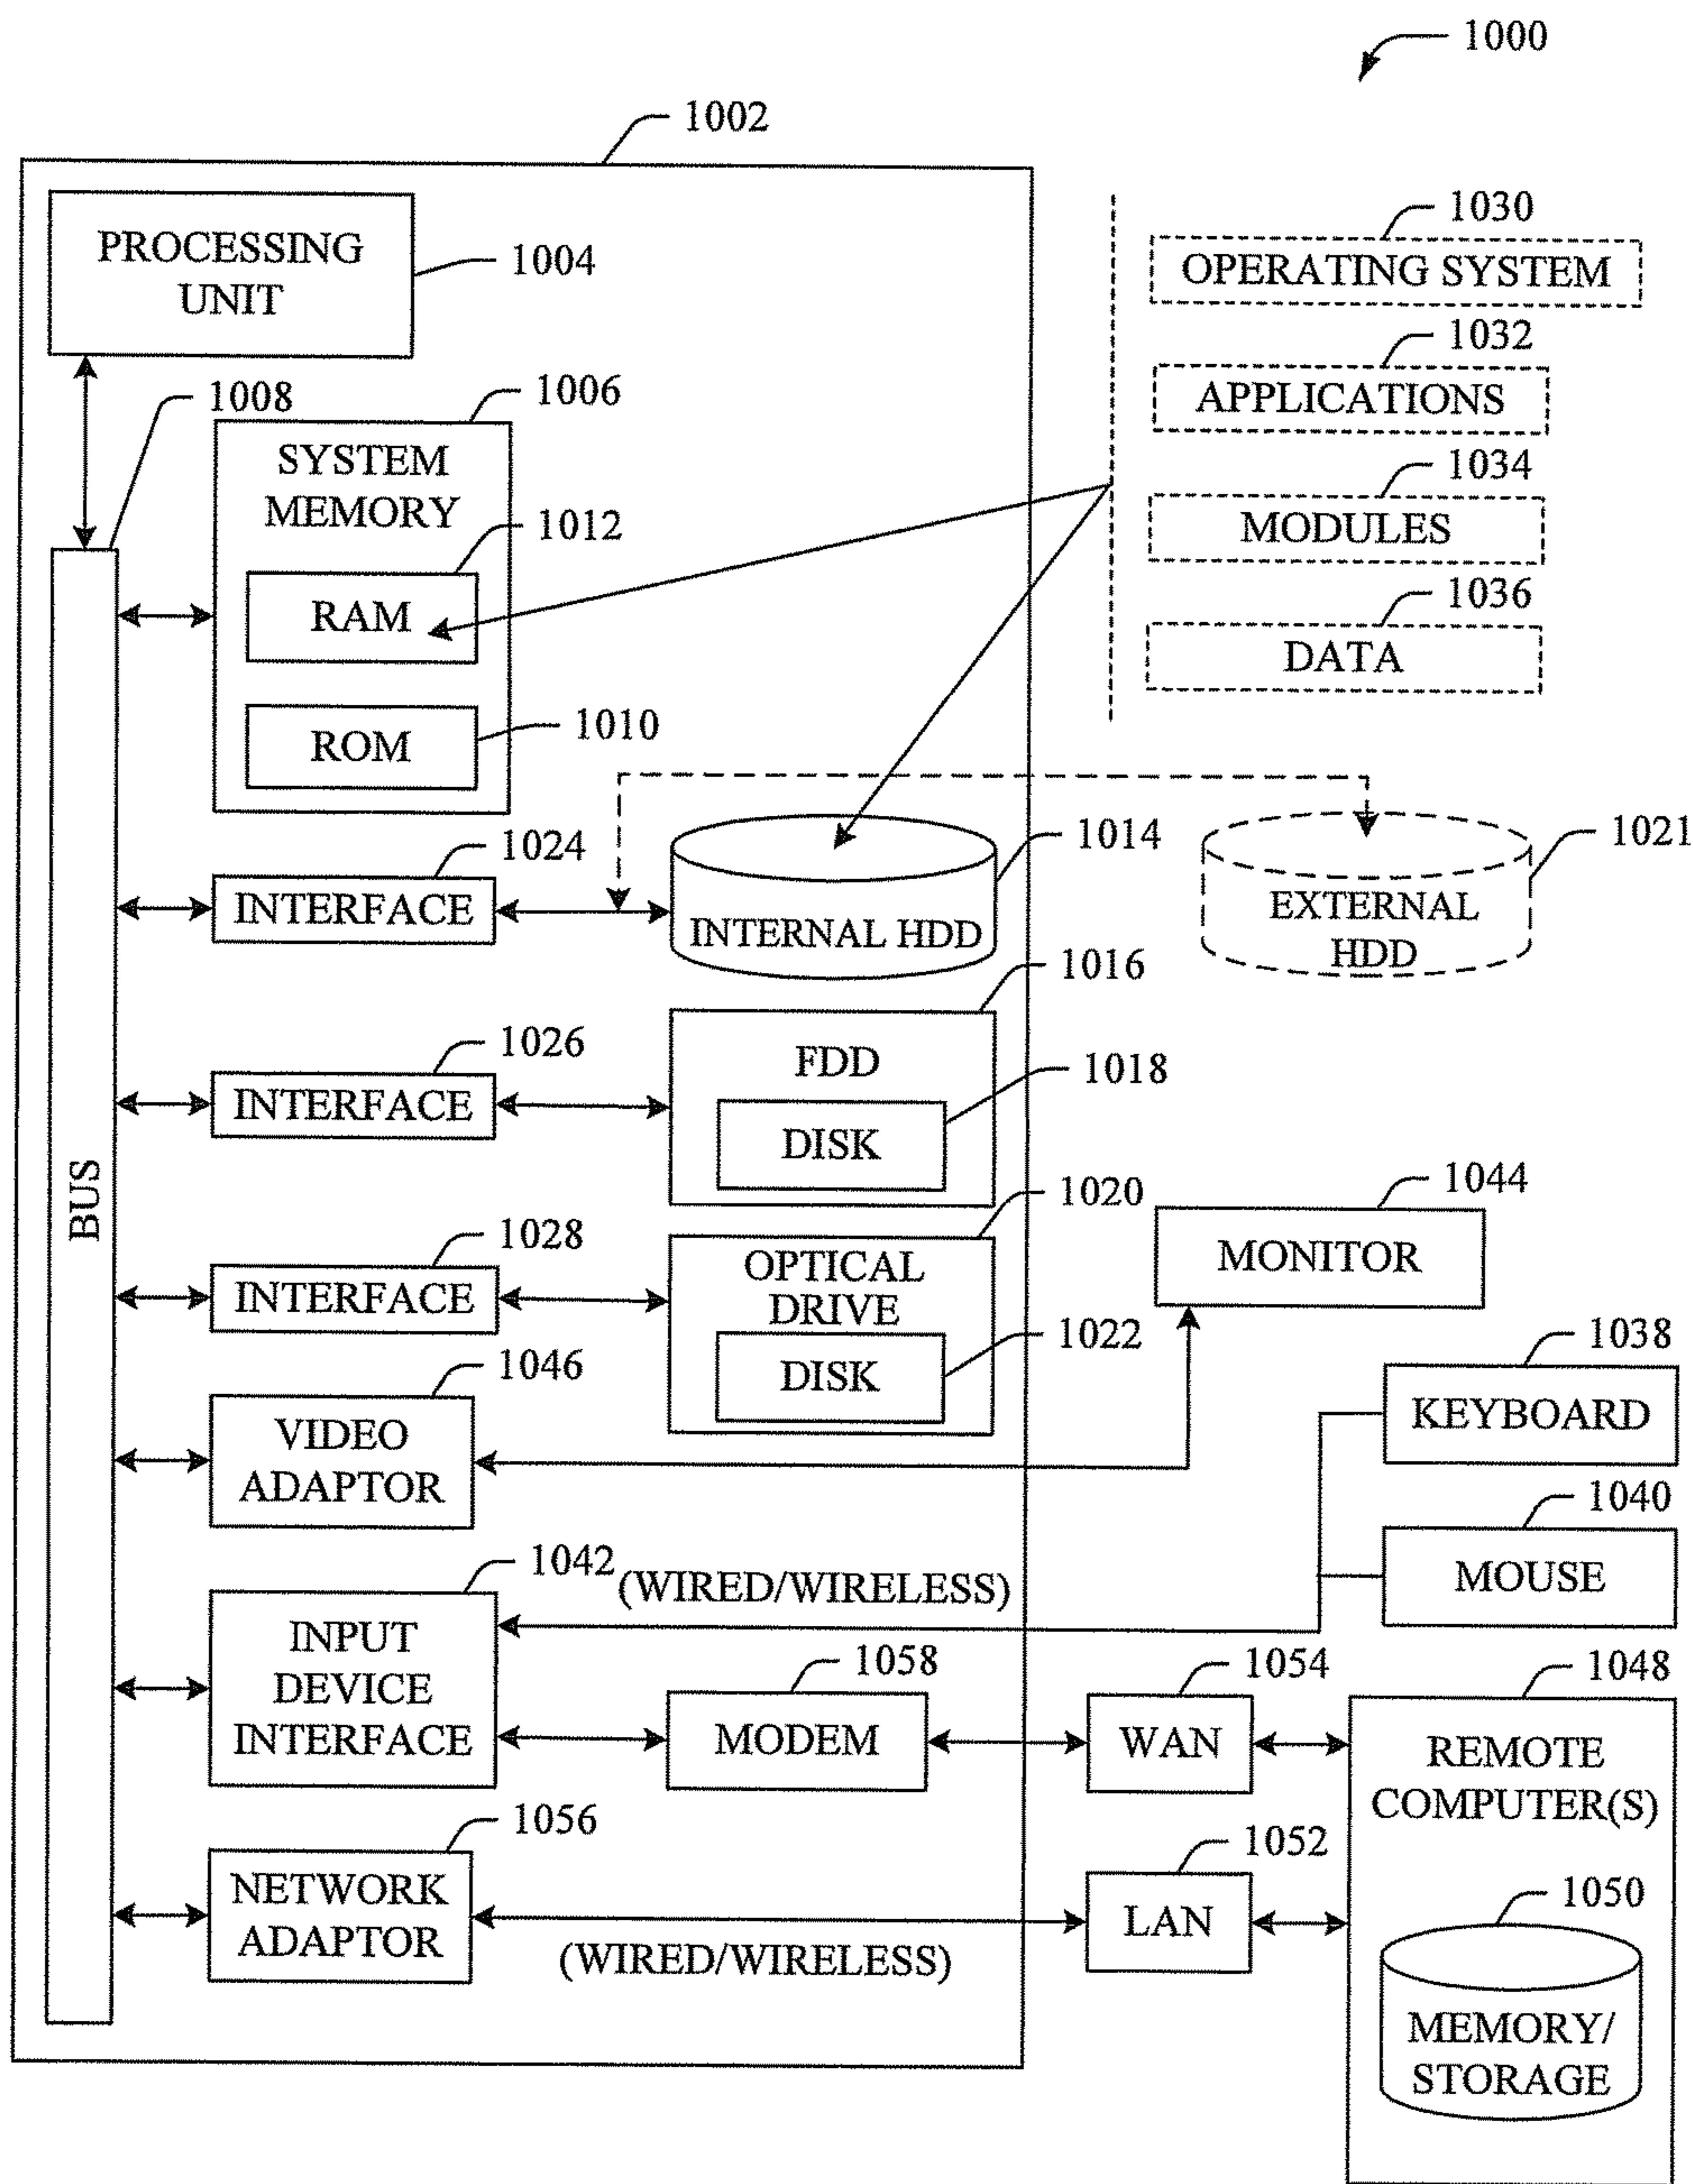 1000
1002
PROCESSING
UNIT
1004
1030
OPERATING SYSTEM
1032
APPLICATIONS
1034
MODULES
1036
DATA
1008
1006
SYSTEM
MEMORY
1012
RAM
1010
ROM
1024
INTERFACE
1014
INTERNAL HDD
1021
EXTERNAL
HDD
1026
INTERFACE
1016
FDD
1018
DISK
BUS
1028
INTERFACE
1020
OPTICAL
DRIVE
1022
DISK
1044
MONITOR
1046
VIDEO
ADAPTOR
1038
KEYBOARD
1040
MOUSE
1042
(WIRED/WIRELESS)
INPUT
DEVICE
INTERFACE
1058
MODEM
1054
WAN
1048
REMOTE
COMPUTER(S)
1056
NETWORK
ADAPTOR
(WIRED/WIRELESS)
1052
LAN
1050
MEMORY/
STORAGE